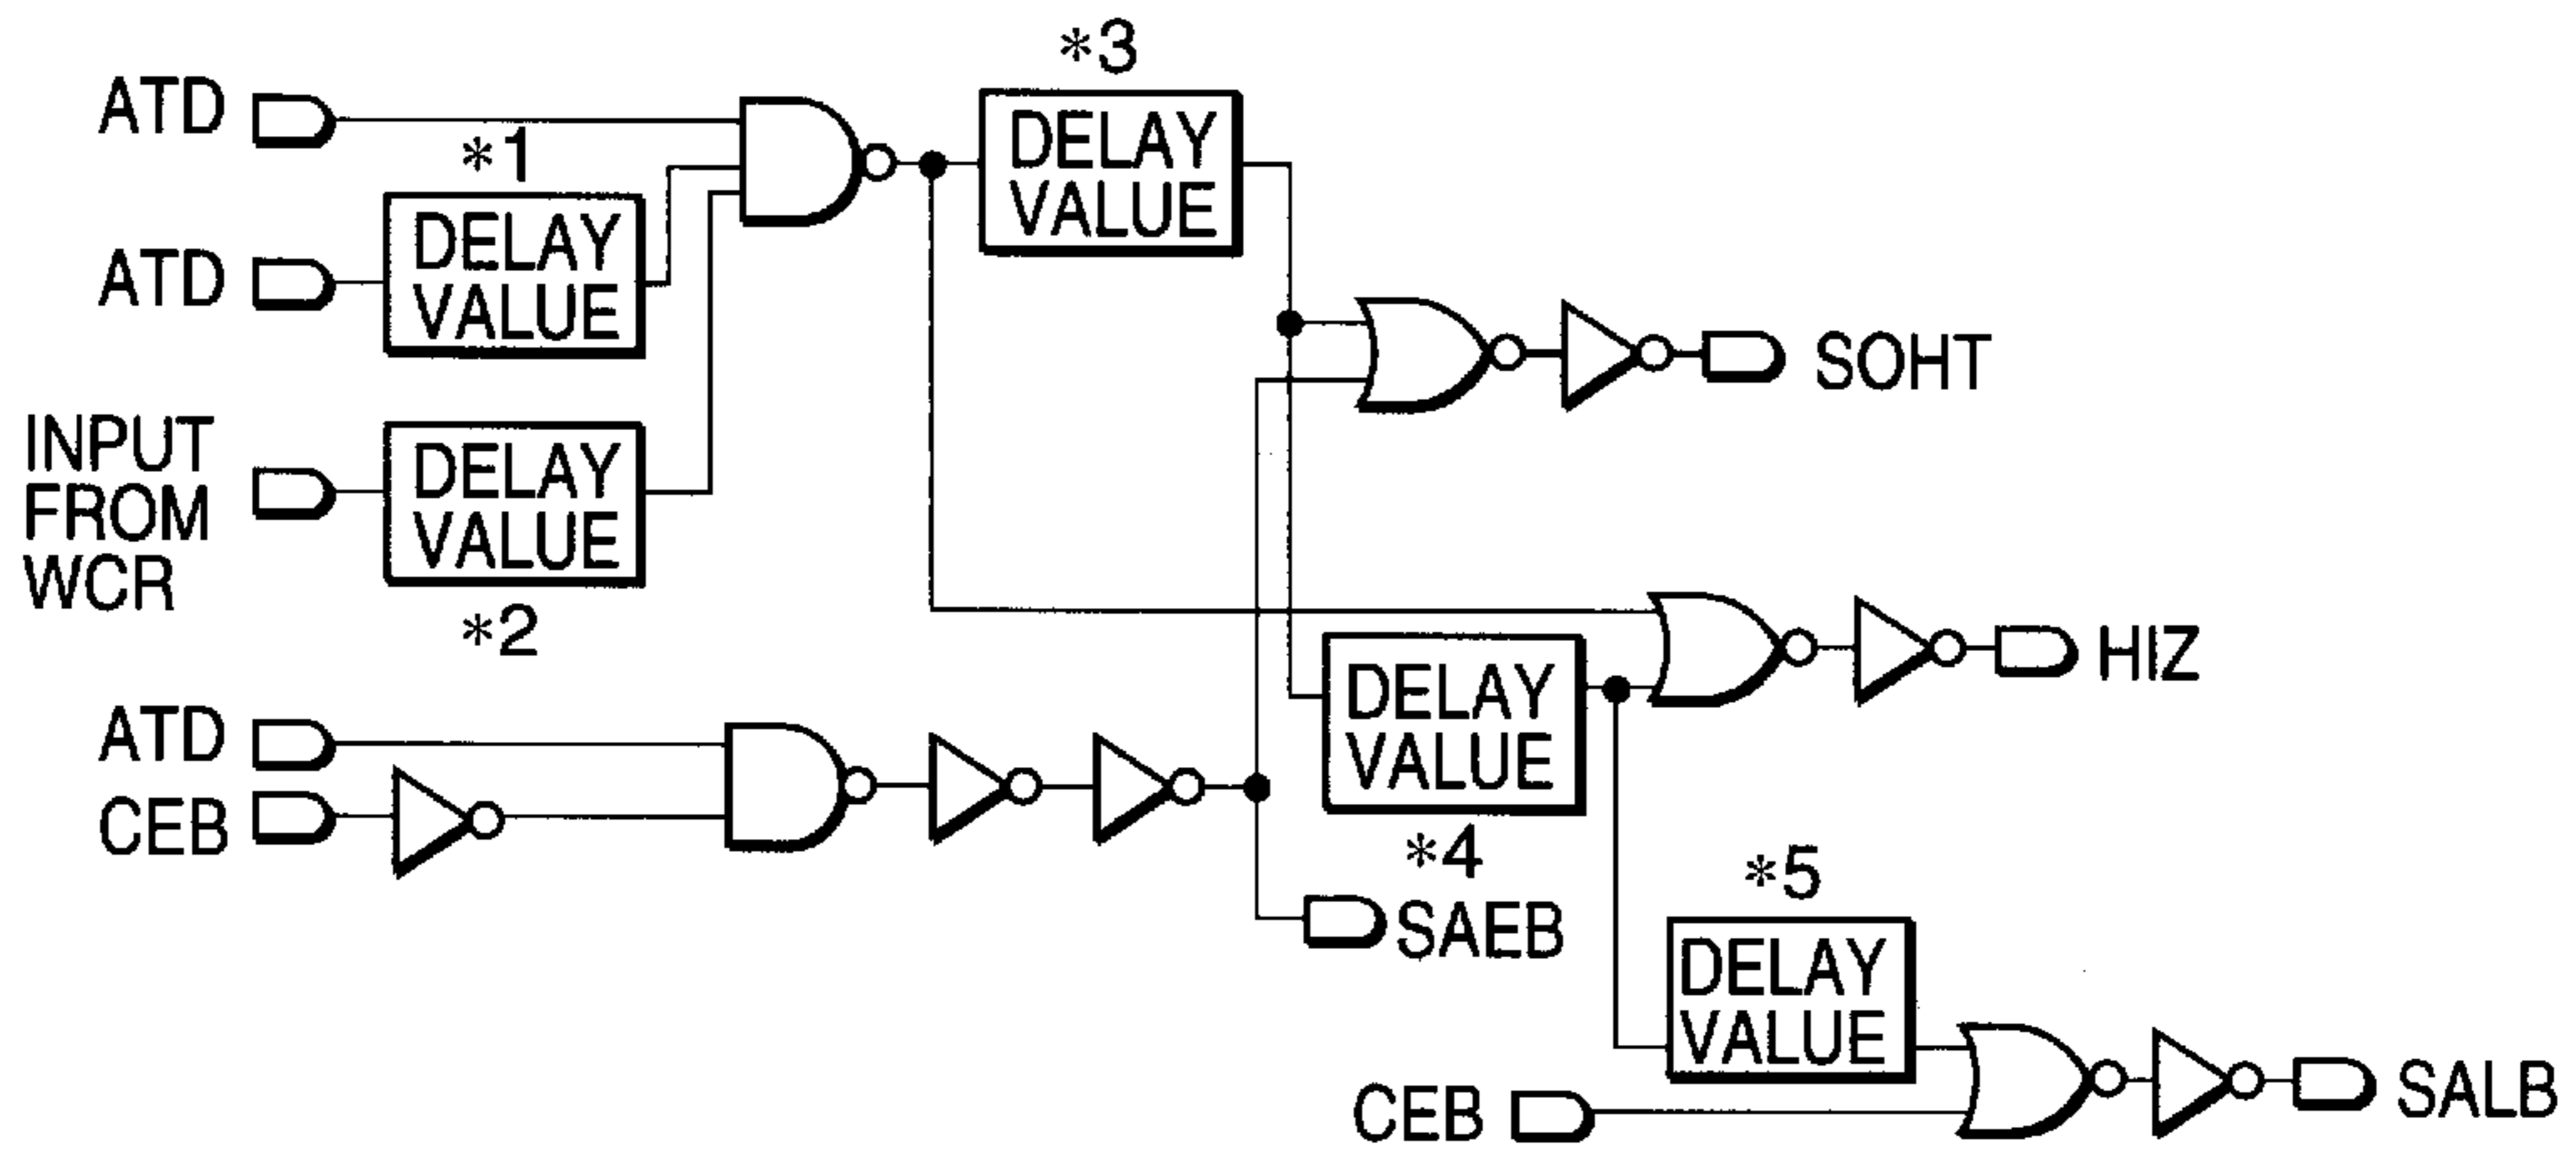 *3
ATD
DELAY
VALUE
*1
ATD
DELAY
VALUE
SOHT
INPUT
FROM
WCR
DELAY
VALUE
*2
HIZ
ATD
CEB
DELAY
VALUE
*4
SAEB
*5
DELAY
VALUE
CEB
SALB